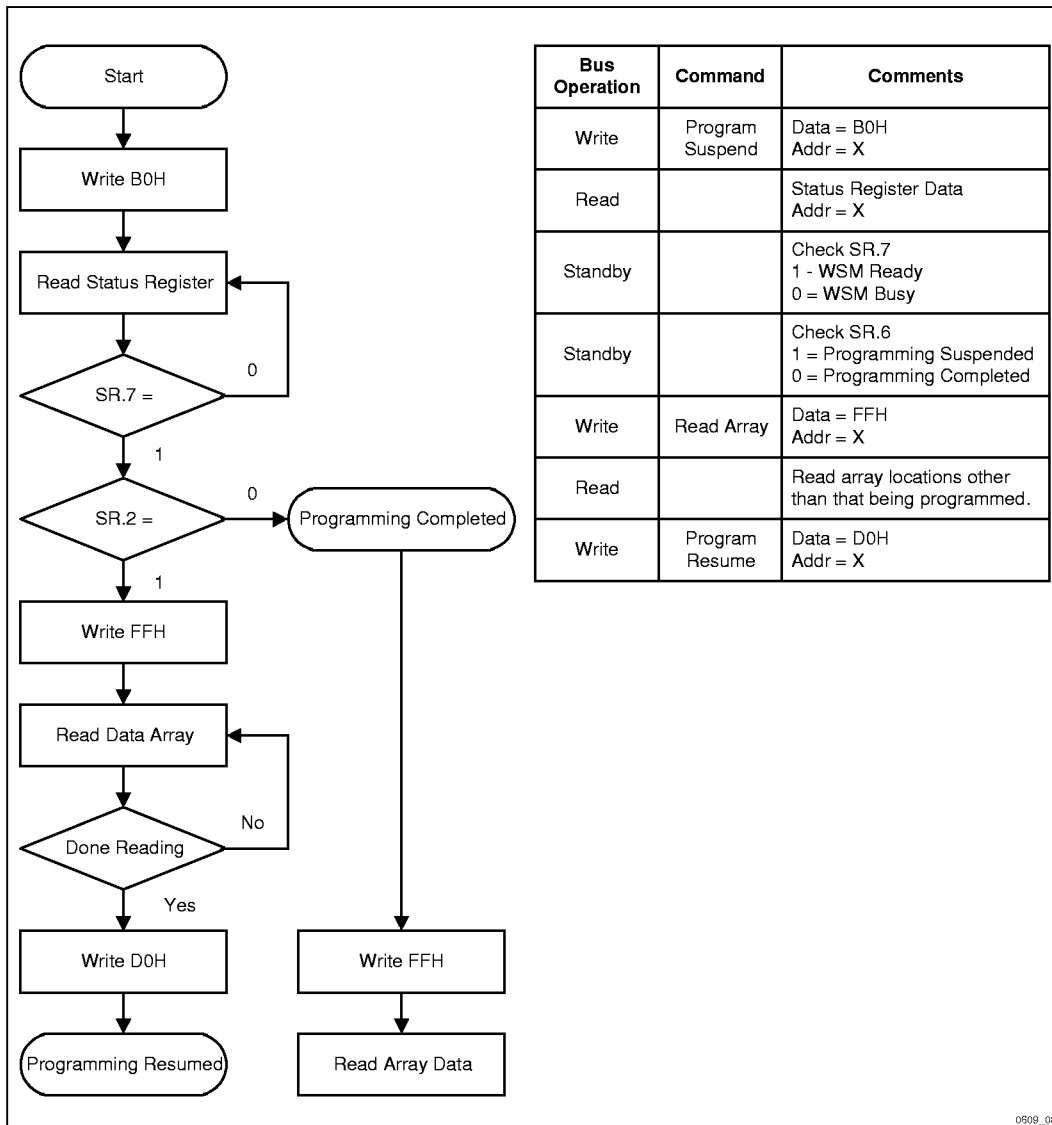 Start
Write B0H
Read Status Register
0
SR.7 =
1
0
SR.2 =
Programming Completed
1
Write FFH
Read Data Array
No
Done Reading
Yes
Write D0H
Write FFH
Programming Resumed
Read Array Data
Bus
Operation
Command
Comments
Write
Program
Suspend
Data = B0H
Addr = X
Read
Status Register Data
Addr = X
Standby
Check SR.7
1 - WSM Ready
0 = WSM Busy
Standby
Check SR.6
1 = Programming Suspended
0 = Programming Completed
Write
Read Array
Data = FFH
Addr = X
Read
Read array locations other
than that being programmed.
Write
Program
Resume
Data = D0H
Addr = X